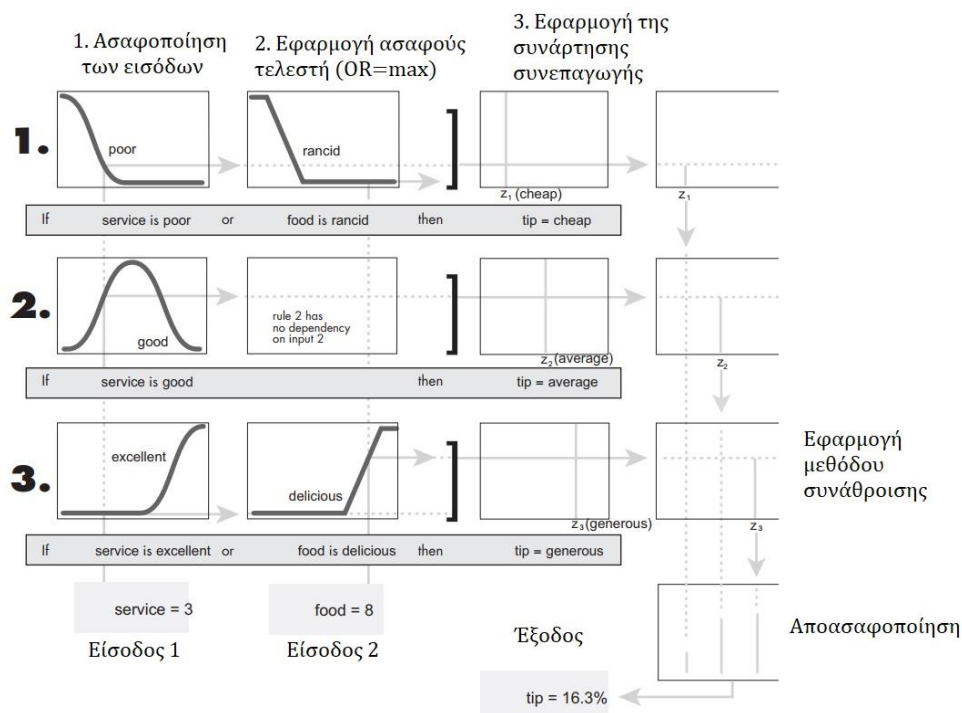 1. Ασαφοποίηση
των εισόδων
2. Εφαρμογή ασαφούς
τελεστή (OR=max)
3. Εφαρμογή της
συνάρτησης
συνεπαγωγής
1.
poor
rancid
z₁(cheap)
z₁
If service is poor or food is rancid then tip = cheap
2.
good
rule 2 has
no dependency
on input 2
z₂(average)
z₂
If service is good then tip = average
3.
excellent
delicious
z₃(generous)
z₃
Εφαρμογή
μεθόδου
συνάθροισης
If service is excellent or food is delicious then tip = generous
service = 3
food = 8
Είσοδος 1
Είσοδος 2
Έξοδος
Αποασαφοποίηση
tip = 16.3%